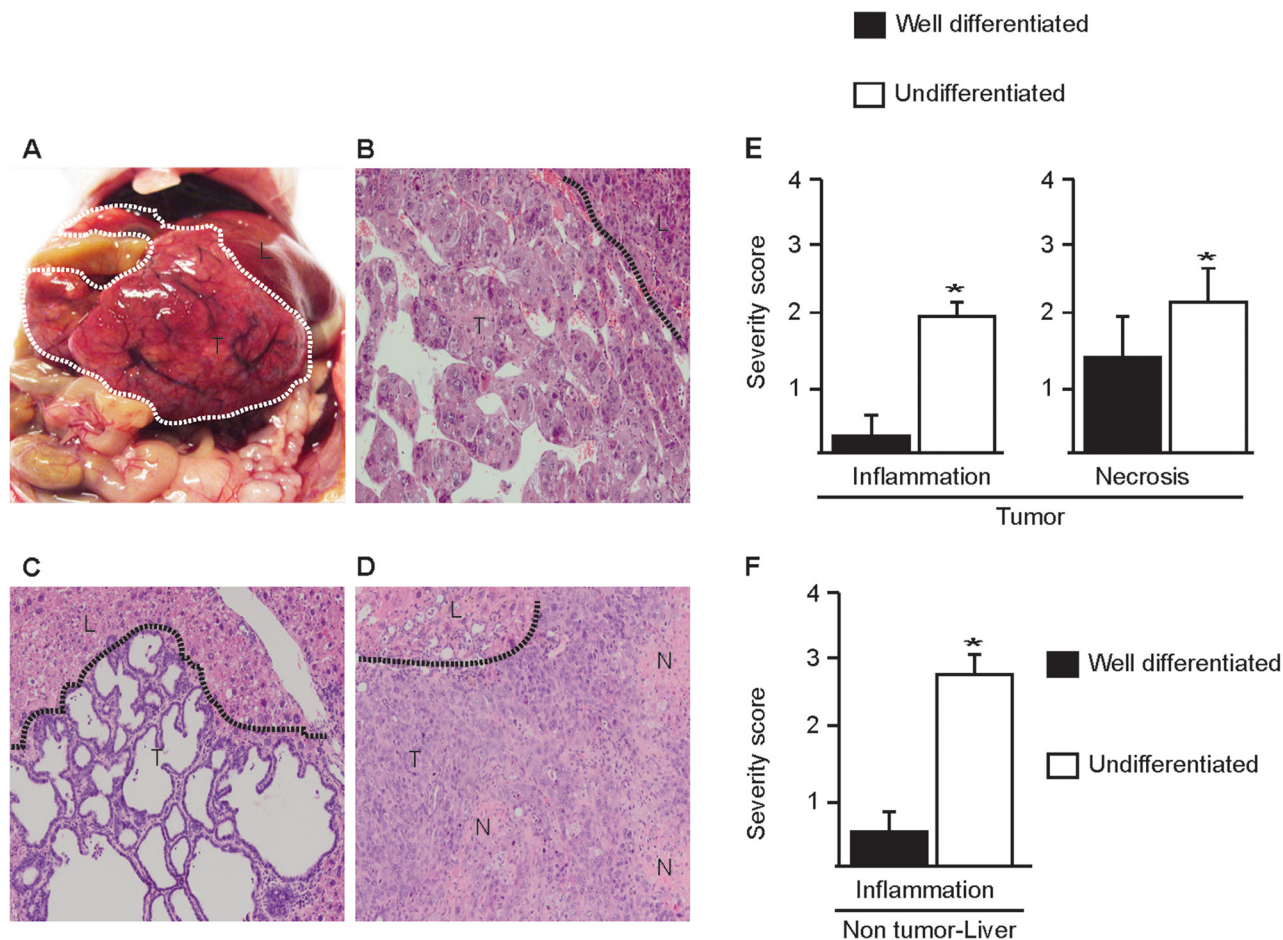 Well differentiated
Undifferentiated
A
B
L
T
L
T
E
Severity score
4
3
2
1
*
Inflammation
4
3
2
1
*
Necrosis
Tumor
C
D
L
T
L
T
N
N
N
F
Severity score
4
3
2
1
*
Inflammation
Non tumor-Liver
Well differentiated
Undifferentiated